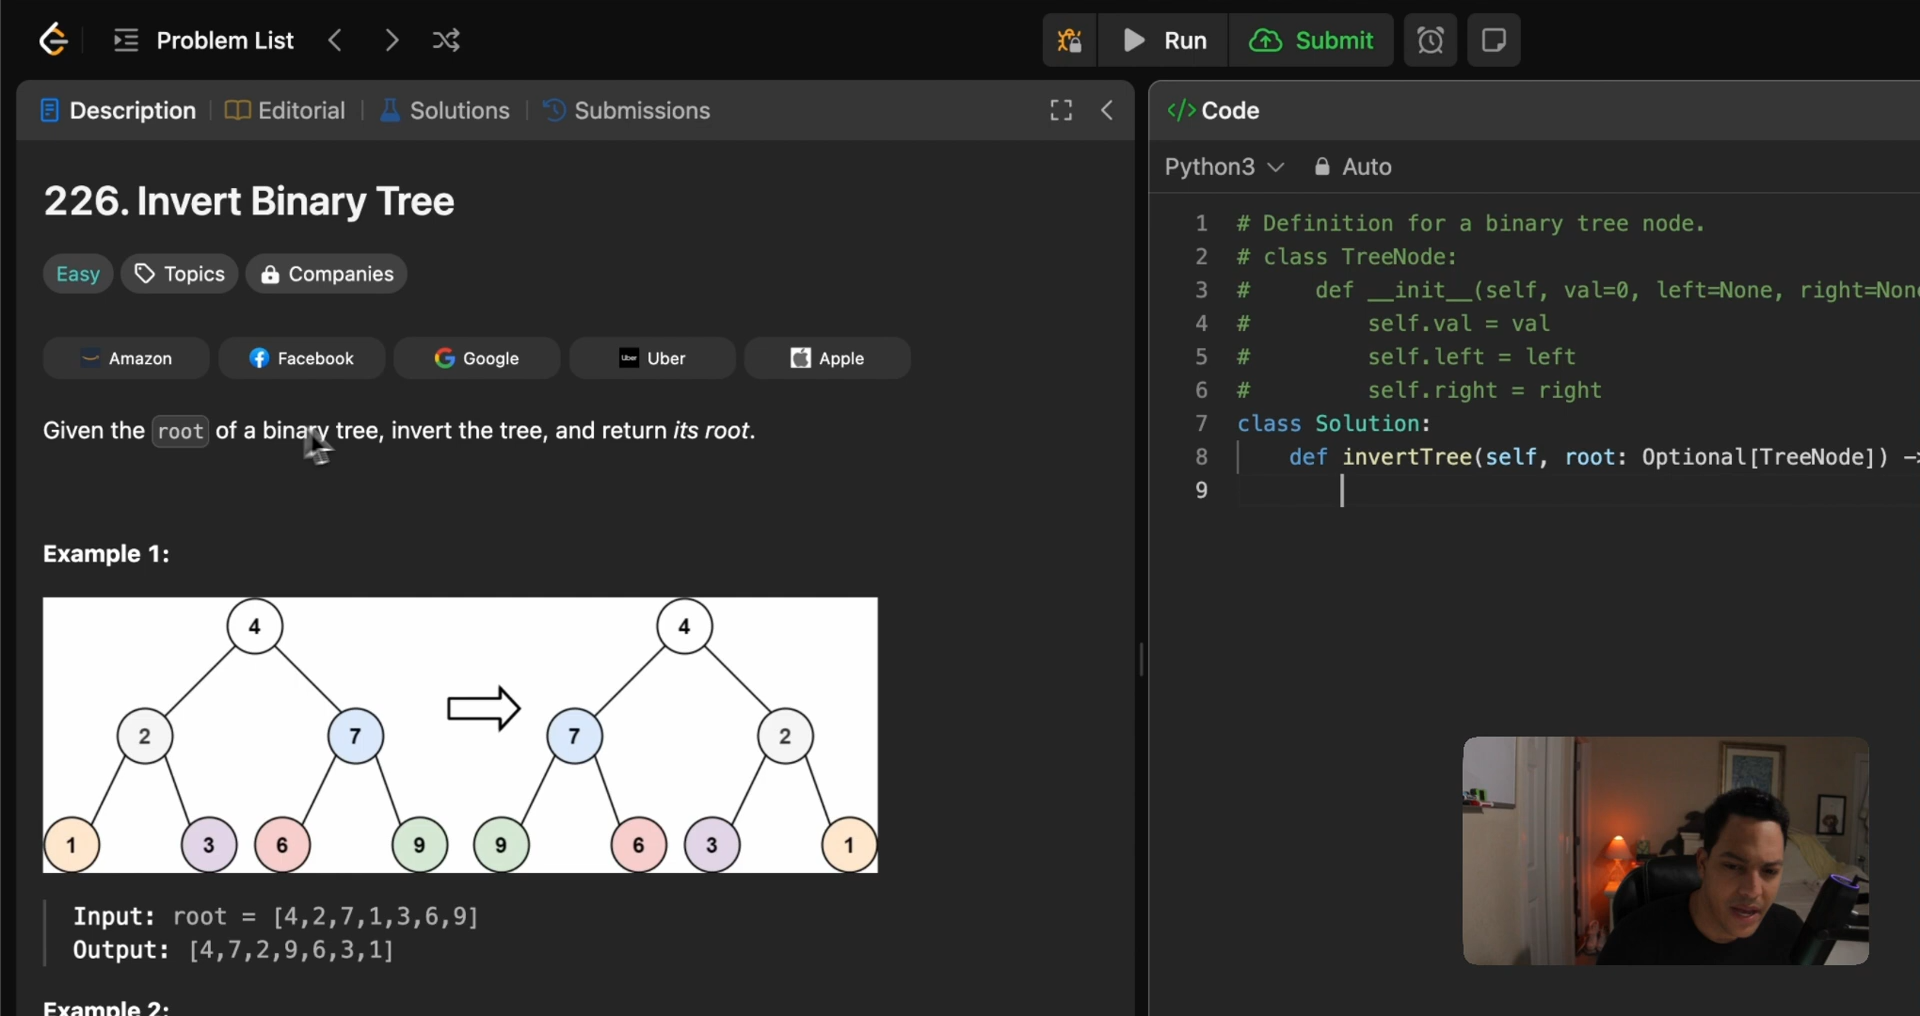 Problem List
Run
Submit
Description
Editorial
Solutions
Submissions
226. Invert Binary Tree
Easy
Topics
Companies
Amazon
Facebook
Google
Uber
Uber
Apple
Given the root of a binary tree, invert the tree, and return its root.
Example 1:
4
4
2
7
7
2
1
3
6
9
9
6
3
1
Input: root = [4,2,7,1,3,6,9]
Output: [4,7,2,9,6,3,1]
Example 2:
</> Code
Python3
Auto
1 # Definition for a binary tree node.
2 # class TreeNode:
3 #     def __init__(self, val=0, left=None, right=None
4 #         self.val = val
5 #         self.left = left
6 #         self.right = right
7 class Solution:
8     def invertTree(self, root: Optional[TreeNode]) ->
9